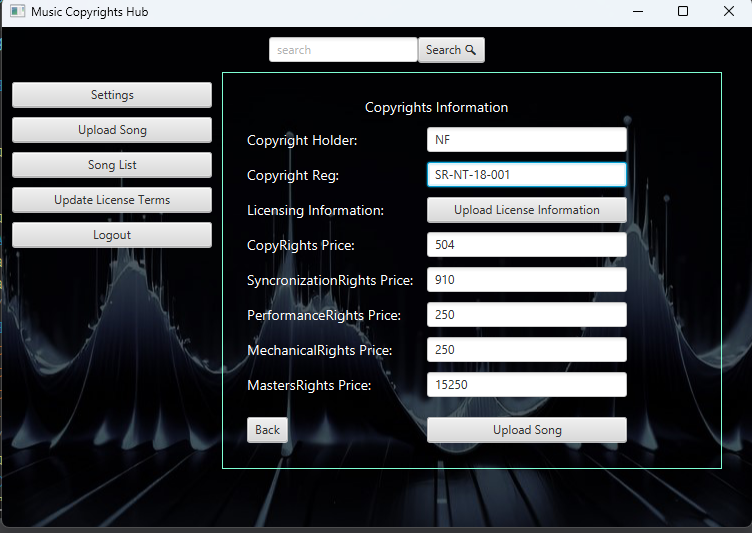 Music Copyrights Hub
search
Search
Settings
Upload Song
Song List
Update License Terms
Logout
Copyrights Information
Copyright Holder: NF
Copyright Reg: SR-NT-18-001
Licensing Information: Upload License Information
CopyRights Price: 504
SyncronizationRights Price: 910
PerformanceRights Price: 250
MechanicalRights Price: 250
MastersRights Price: 15250
Back
Upload Song